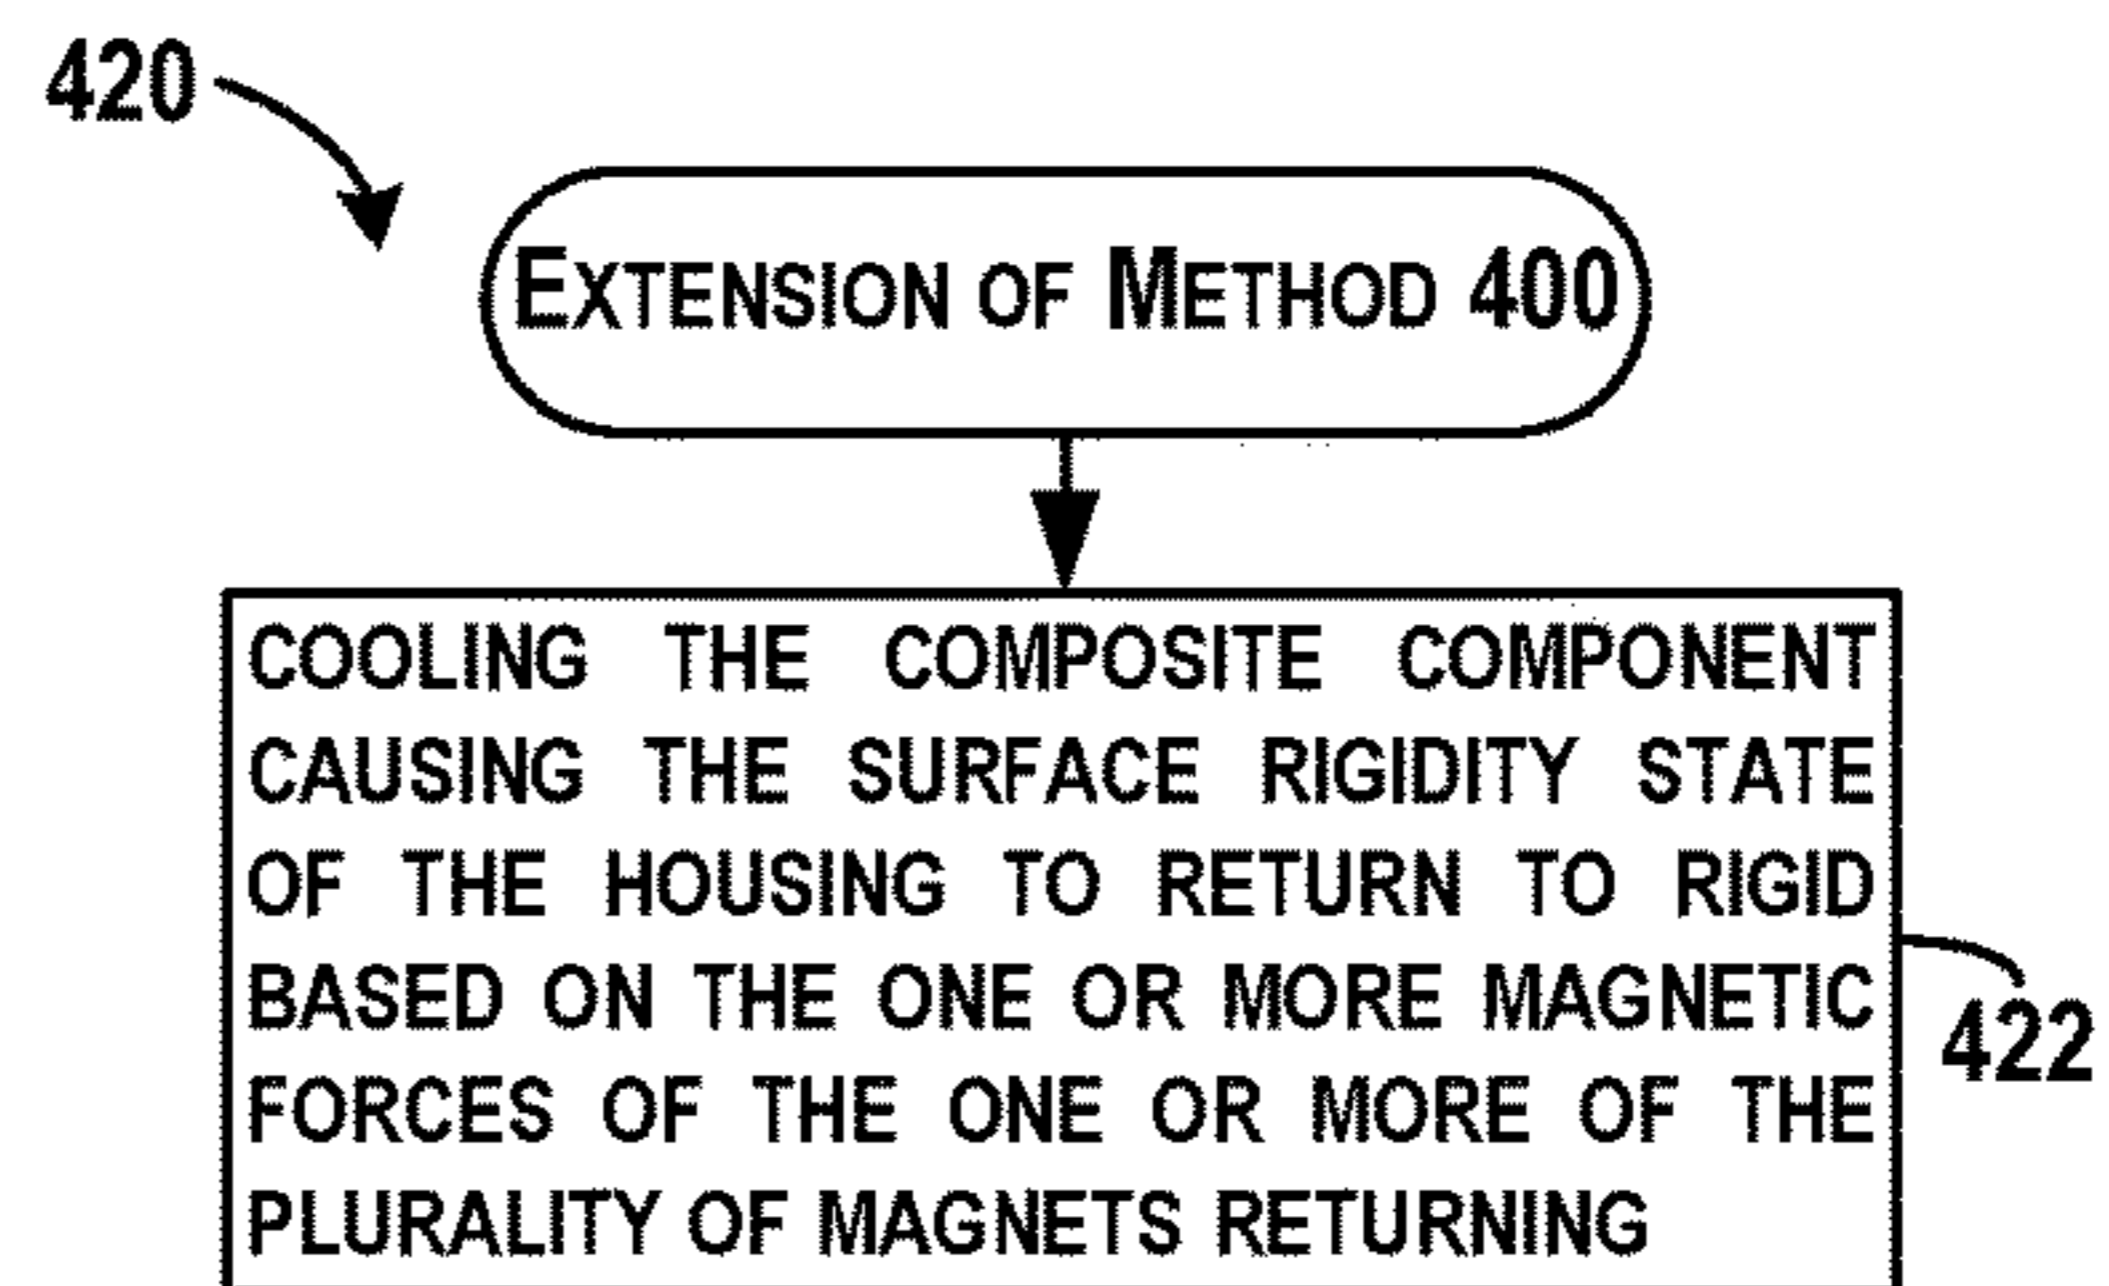 420
EXTENSION OF METHOD 400
COOLING THE COMPOSITE COMPONENT
CAUSING THE SURFACE RIGIDITY STATE
OF THE HOUSING TO RETURN TO RIGID
BASED ON THE ONE OR MORE MAGNETIC
FORCES OF THE ONE OR MORE OF THE
PLURALITY OF MAGNETS RETURNING
422